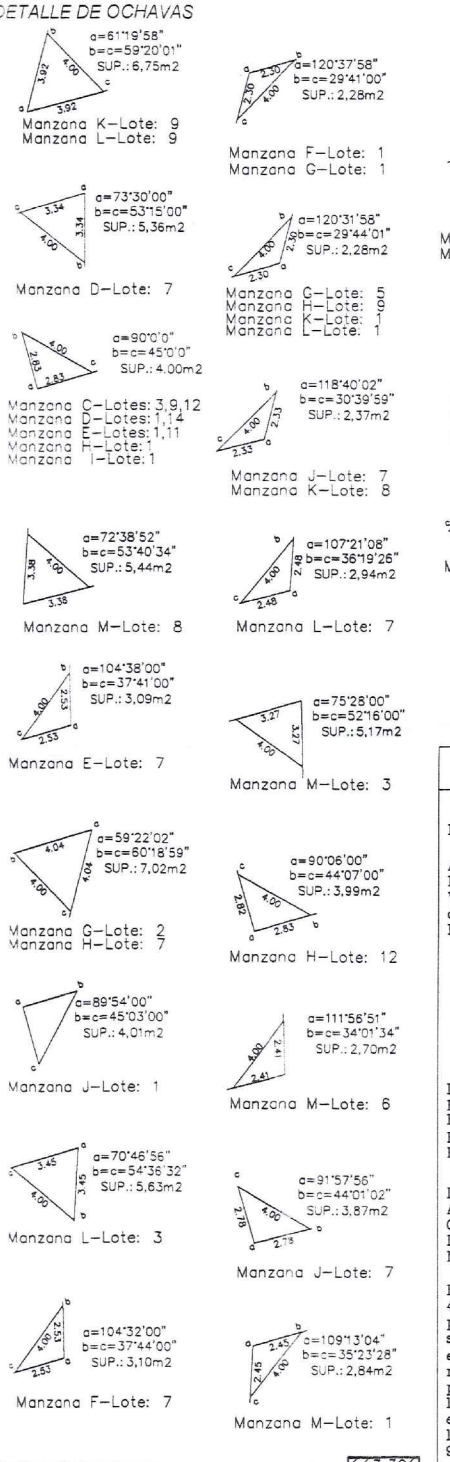 DETALLE DE OCHAVAS
a=61°19'58"
b=c=59°20'01"
SUP.: 6,75m2
b
3.92
4.00
c
a
3.92
Manzana K-Lote: 9
Manzana L-Lote: 9
a=73°30'00"
b=c=53°15'00"
SUP.: 5,36m2
a
c
3.34
3.34
4.00
b
Manzana D-Lote: 7
a=90°0'0"
b=c=45°0'0"
SUP.: 4.00m2
b
4.00
2.83
c
a
2.83
Manzana C-Lotes: 3,9,12
Manzana D-Lotes: 1,14
Manzana E-Lotes: 1,11
Manzana H-Lote: 1
Manzana I-Lote: 1
a=72°38'52"
b=c=53°40'34"
SUP.: 5,44m2
3.38
4.00
3.38
Manzana M-Lote: 8
a=104°38'00"
b=c=37°41'00"
SUP.: 3,09m2
b
4.00
2.53
c
2.53
a
Manzana E-Lote: 7
a=59°22'02"
b=c=60°18'59"
SUP.: 7,02m2
a
4.04
b
4.04
4.00
c
Manzana G-Lote: 2
Manzana H-Lote: 7
a=89°54'00"
b=c=45°03'00"
SUP.: 4,01m2
b
a
c
Manzana J-Lote: 1
a=70°46'56"
b=c=54°36'32"
SUP.: 5,63m2
a
3.45
c
3.45
4.00
b
Manzana L-Lote: 3
a=104°32'00"
b=c=37°44'00"
SUP.: 3,10m2
b
4.00
2.53
c
2.53
a
Manzana F-Lote: 7
a=120°37'58"
b=c=29°41'00"
SUP.: 2,28m2
b
a
2.30
2.30
4.00
c
Manzana F-Lote: 1
Manzana G-Lote: 1
a=120°31'58"
b=c=29°44'01"
SUP.: 2,28m2
b
4.00
2.30
c
2.30
a
Manzana G-Lote: 5
Manzana H-Lote: 9
Manzana K-Lote: 1
Manzana L-Lote: 1
a=118°40'02"
b=c=30°39'59"
SUP.: 2,37m2
b
4.00
2.33
c
2.33
a
Manzana J-Lote: 7
Manzana K-Lote: 8
a=107°21'08"
b=c=36°19'26"
SUP.: 2,94m2
b
4.00
2.48
c
2.48
a
Manzana L-Lote: 7
a=75°28'00"
b=c=52°16'00"
SUP.: 5,17m2
3.27
3.27
4.00
Manzana M-Lote: 3
a=90°06'00"
b=c=44°07'00"
SUP.: 3,99m2
c
4.00
2.82
b
a
2.83
Manzana H-Lote: 12
a=111°56'51"
b=c=34°01'34"
SUP.: 2,70m2
4.00
2.41
2.41
Manzana M-Lote: 6
a=91°57'56"
b=c=44°01'02"
SUP.: 3,87m2
c
4.00
2.78
b
a
2.78
Manzana J-Lote: 7
a=109°13'04"
b=c=35°23'28"
SUP.: 2,84m2
b
a
2.45
2.45
4.00
c
Manzana M-Lote: 1